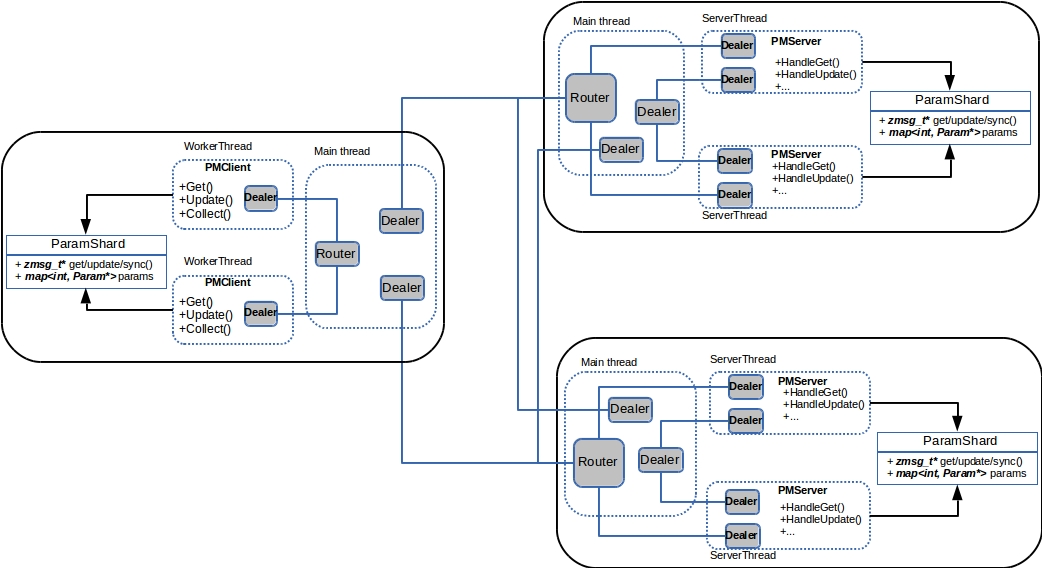 WorkerThread
PMClient
+Get()
+Update()
+Collect()
Dealer
ParamShard
+ zmsg_t* get/update/sync()
+ map<int, Param*> params
WorkerThread
PMClient
+Get()
+Update()
+Collect()
Dealer
Main thread
Dealer
Router
Dealer
Main thread
Router
Dealer
Dealer
ServerThread
Dealer
PMServer
+HandleGet()
+HandleUpdate()
+...
Dealer
Dealer
PMServer
+HandleGet()
+HandleUpdate()
+...
Dealer
ServerThread
ParamShard
+ zmsg_t* get/update/sync()
+ map<int, Param*> params
Main thread
Dealer
Router
Dealer
ServerThread
Dealer
PMServer
+HandleGet()
+HandleUpdate()
+...
Dealer
Dealer
PMServer
+HandleGet()
+HandleUpdate()
+...
Dealer
ServerThread
ParamShard
+ zmsg_t* get/update/sync()
+ map<int, Param*> params